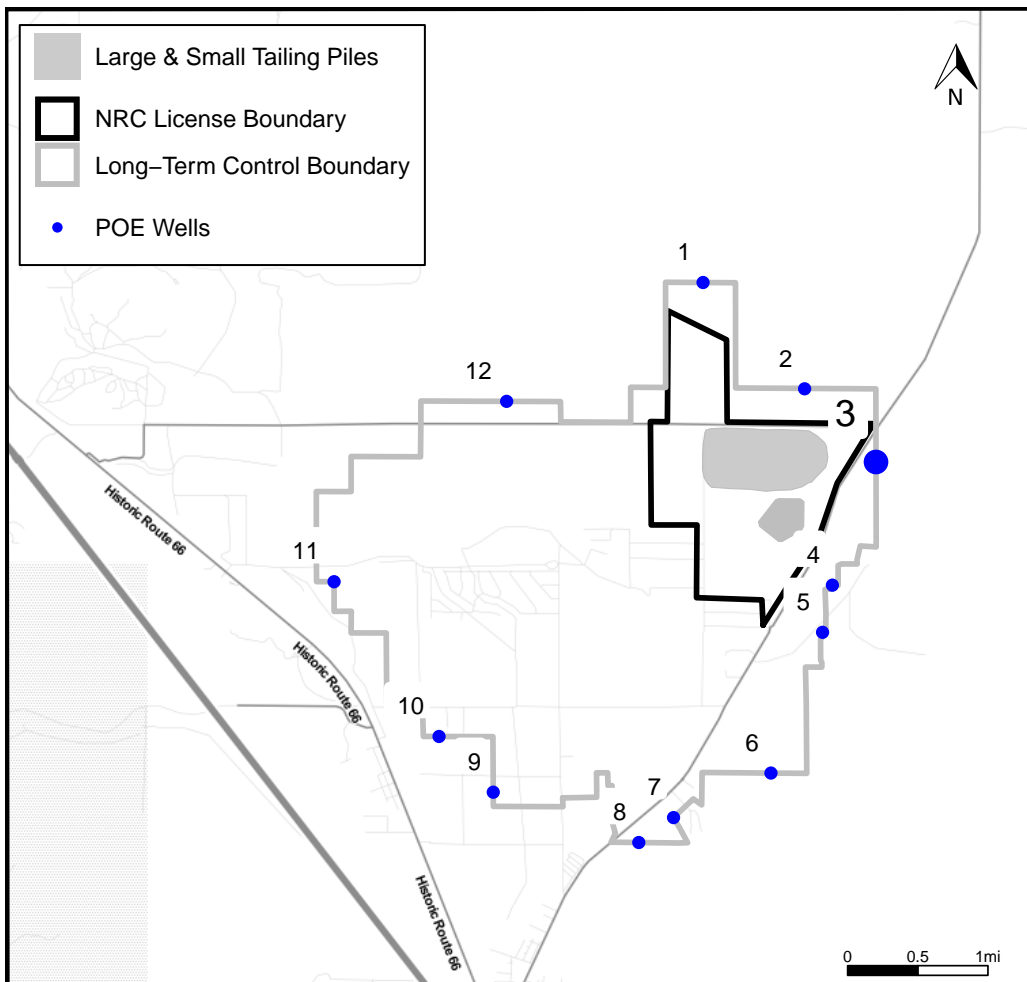 Large & Small Tailing Piles
NRC License Boundary
Long−Term Control Boundary
POE Wells
N
1
2
12
3
Historic Route 66
11
4
5
Historic Route 66
10
6
9
7
8
Historic Route 66
0 0.5 1mi